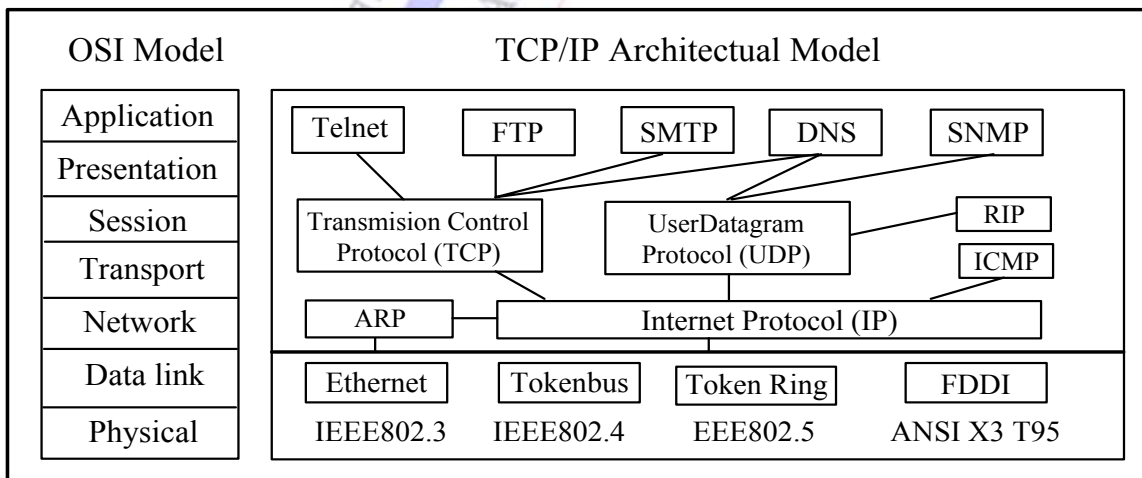 OSI Model
TCP/IP Architectual Model
Application
Presentation
Session
Transport
Network
Data link
Physical
Telnet
FTP
SMTP
DNS
SNMP
Transmision Control
Protocol (TCP)
UserDatagram
Protocol (UDP)
RIP
ICMP
ARP
Internet Protocol (IP)
Ethernet
Tokenbus
Token Ring
FDDI
IEEE802.3
IEEE802.4
EEE802.5
ANSI X3 T95